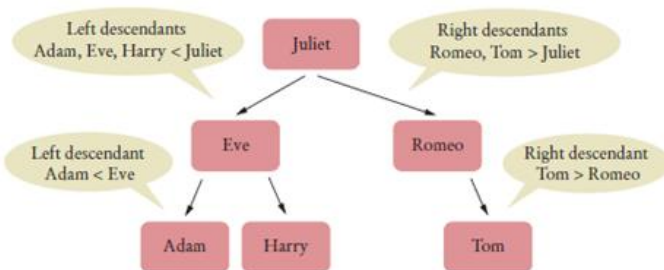 Left descendants
Adam, Eve, Harry < Juliet
Juliet
Right descendants
Romeo, Tom > Juliet
Left descendant
Adam < Eve
Eve
Romeo
Right descendant
Tom > Romeo
Adam
Harry
Tom